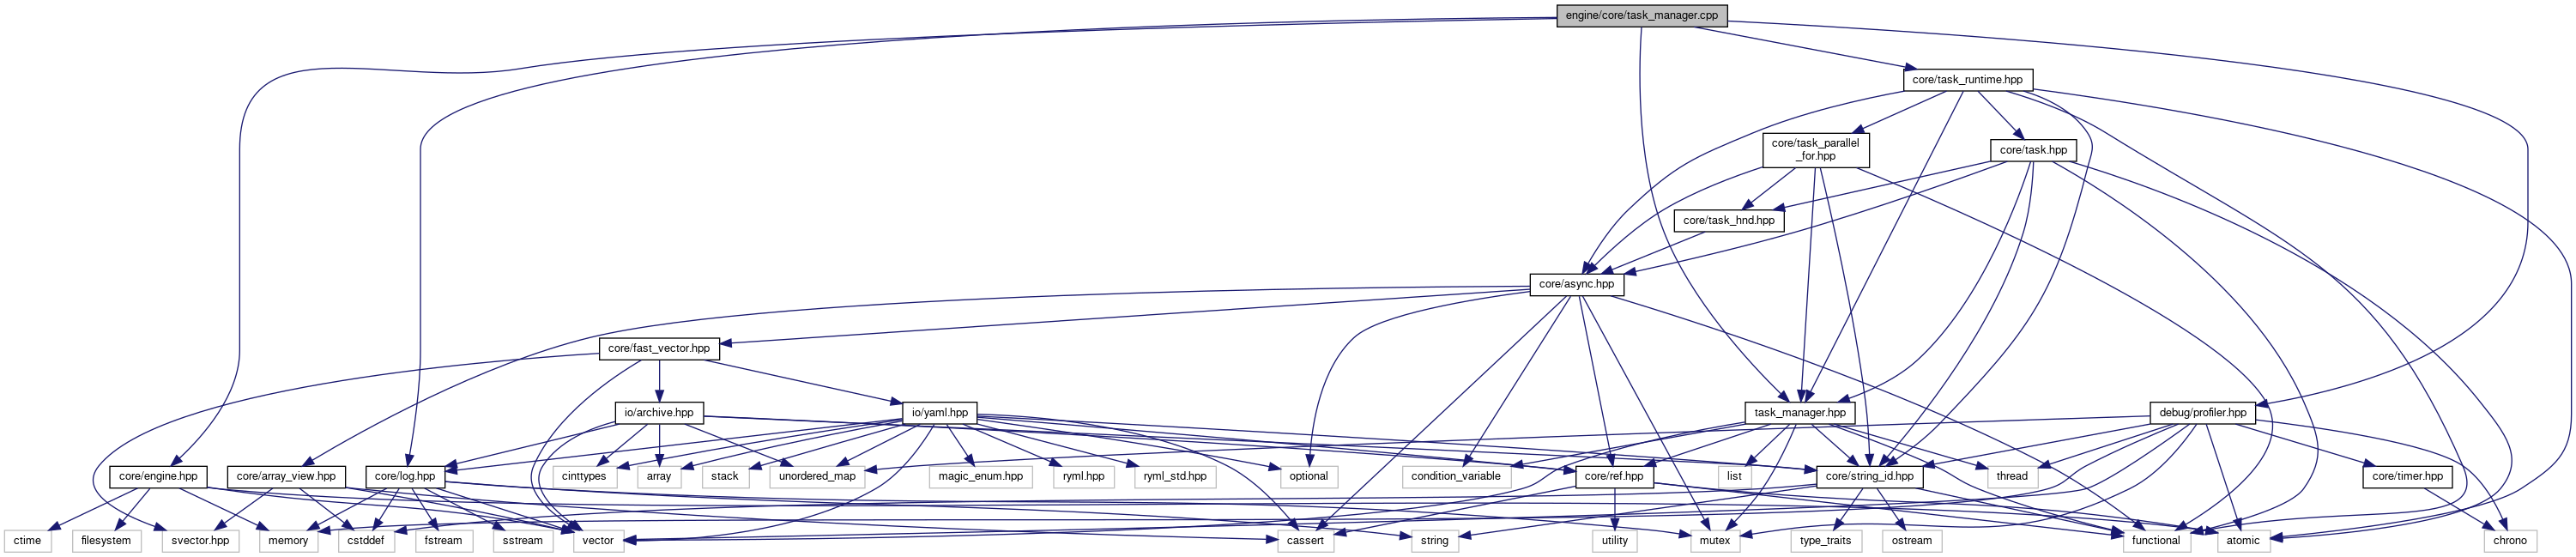 engine/core/task_manager.cpp
core/task_runtime.hpp
core/task_parallel
_for.hpp
core/task.hpp
core/task_hnd.hpp
core/async.hpp
core/fast_vector.hpp
io/archive.hpp
io/yaml.hpp
task_manager.hpp
debug/profiler.hpp
core/engine.hpp
core/array_view.hpp
core/log.hpp
cinttypes
array
stack
unordered_map
magic_enum.hpp
ryml.hpp
ryml_std.hpp
optional
condition_variable
core/ref.hpp
list
core/string_id.hpp
thread
core/timer.hpp
ctime
filesystem
svector.hpp
memory
cstddef
fstream
sstream
vector
cassert
string
utility
mutex
type_traits
ostream
functional
atomic
chrono